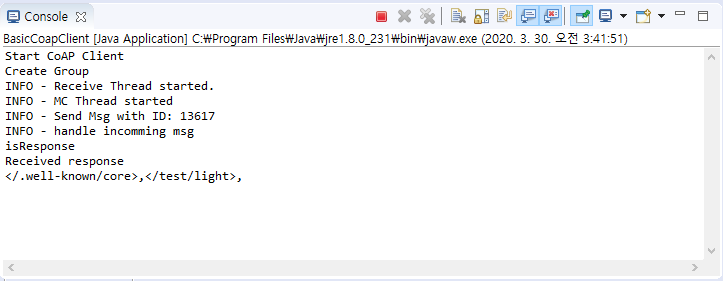 Console
BasicCoapClient [Java Application] C:₩Program Files₩Java₩jre1.8.0_231₩bin₩javaw.exe (2020. 3. 30. 오전 3:41:51)
Start CoAP Client
Create Group
INFO - Receive Thread started.
INFO - MC Thread started
INFO - Send Msg with ID: 13617
INFO - handle incomming msg
isResponse
Received response
</.well-known/core>,</test/light>,